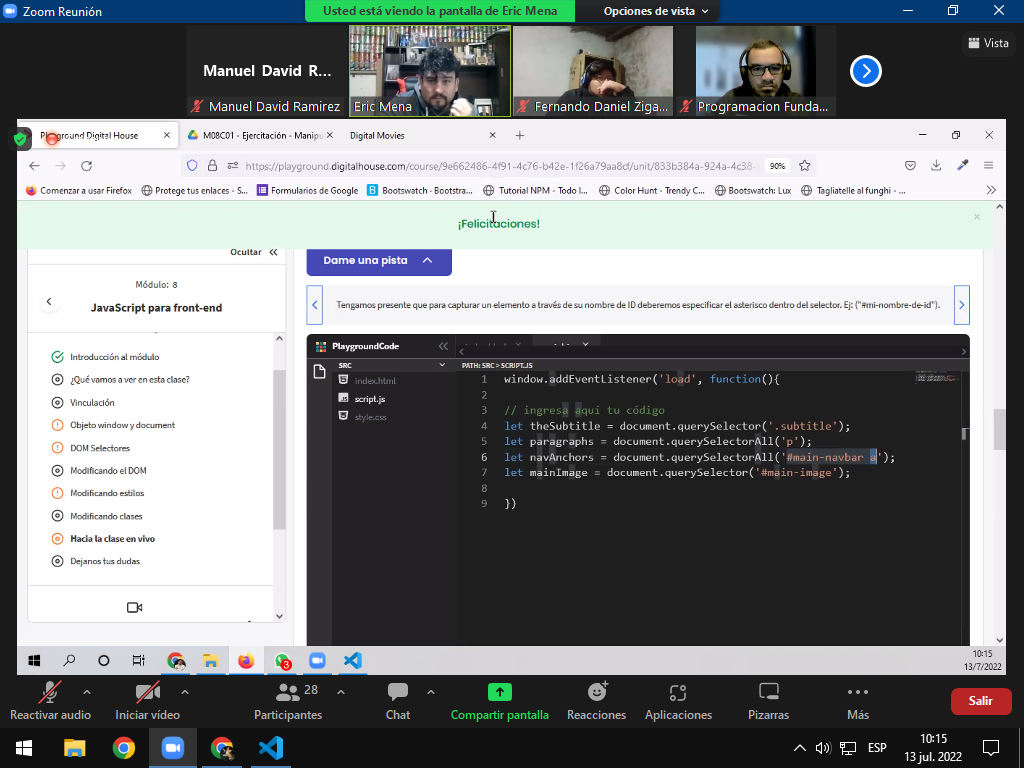 Zoom Reunión
Usted está viendo la pantalla de Eric Mena
Opciones de vista
Vista
Manuel David R...
Manuel David Ramirez
Eric Mena
Fernando Daniel Ziga...
Programacion Funda...
Playground Digital House
M08C01 - Ejercitación - Manipu
Digital Movies
https://playground.digitalhouse.com/course/9e662486-4f91-4c76-b42e-1f26a79aa8cf/unit/833b384a-924a-4c38-
90%
Comenzar a usar Firefox
Protege tus enlaces - S...
Formularios de Google
Bootswatch · Bootstra...
Tutorial NPM - Todo l...
Color Hunt - Trendy C...
Bootswatch: Lux
Tagliatelle al funghi - ...
¡Felicitaciones!
Ocultar
Dame una pista
Módulo: 8
JavaScript para front-end
Tengamos presente que para capturar un elemento a través de su nombre de ID deberemos especificar el asterisco dentro del selector. Ej: ("#mi-nombre-de-id").
Introducción al módulo
¿Qué vamos a ver en esta clase?
Vinculación
Objeto window y document
DOM Selectores
Modificando el DOM
Modificando estilos
Modificando clases
Hacia la clase en vivo
Dejanos tus dudas
PlaygroundCode
SRC
index.html
script.js
style.css
PATH: SRC > SCRIPT.JS
1 window.addEventListener('load', function(){
2
3 // ingresa aquí tu código
4 let theSubtitle = document.querySelector('.subtitle');
5 let paragraphs = document.querySelectorAll('p');
6 let navAnchors = document.querySelectorAll('#main-navbar a');
7 let mainImage = document.querySelector('#main-image');
8
9 })
3
10:15
13/7/2022
Reactivar audio
Iniciar vídeo
28
Participantes
Chat
Compartir pantalla
Reacciones
Aplicaciones
Pizarras
Más
Salir
ESP
10:15
13 jul. 2022